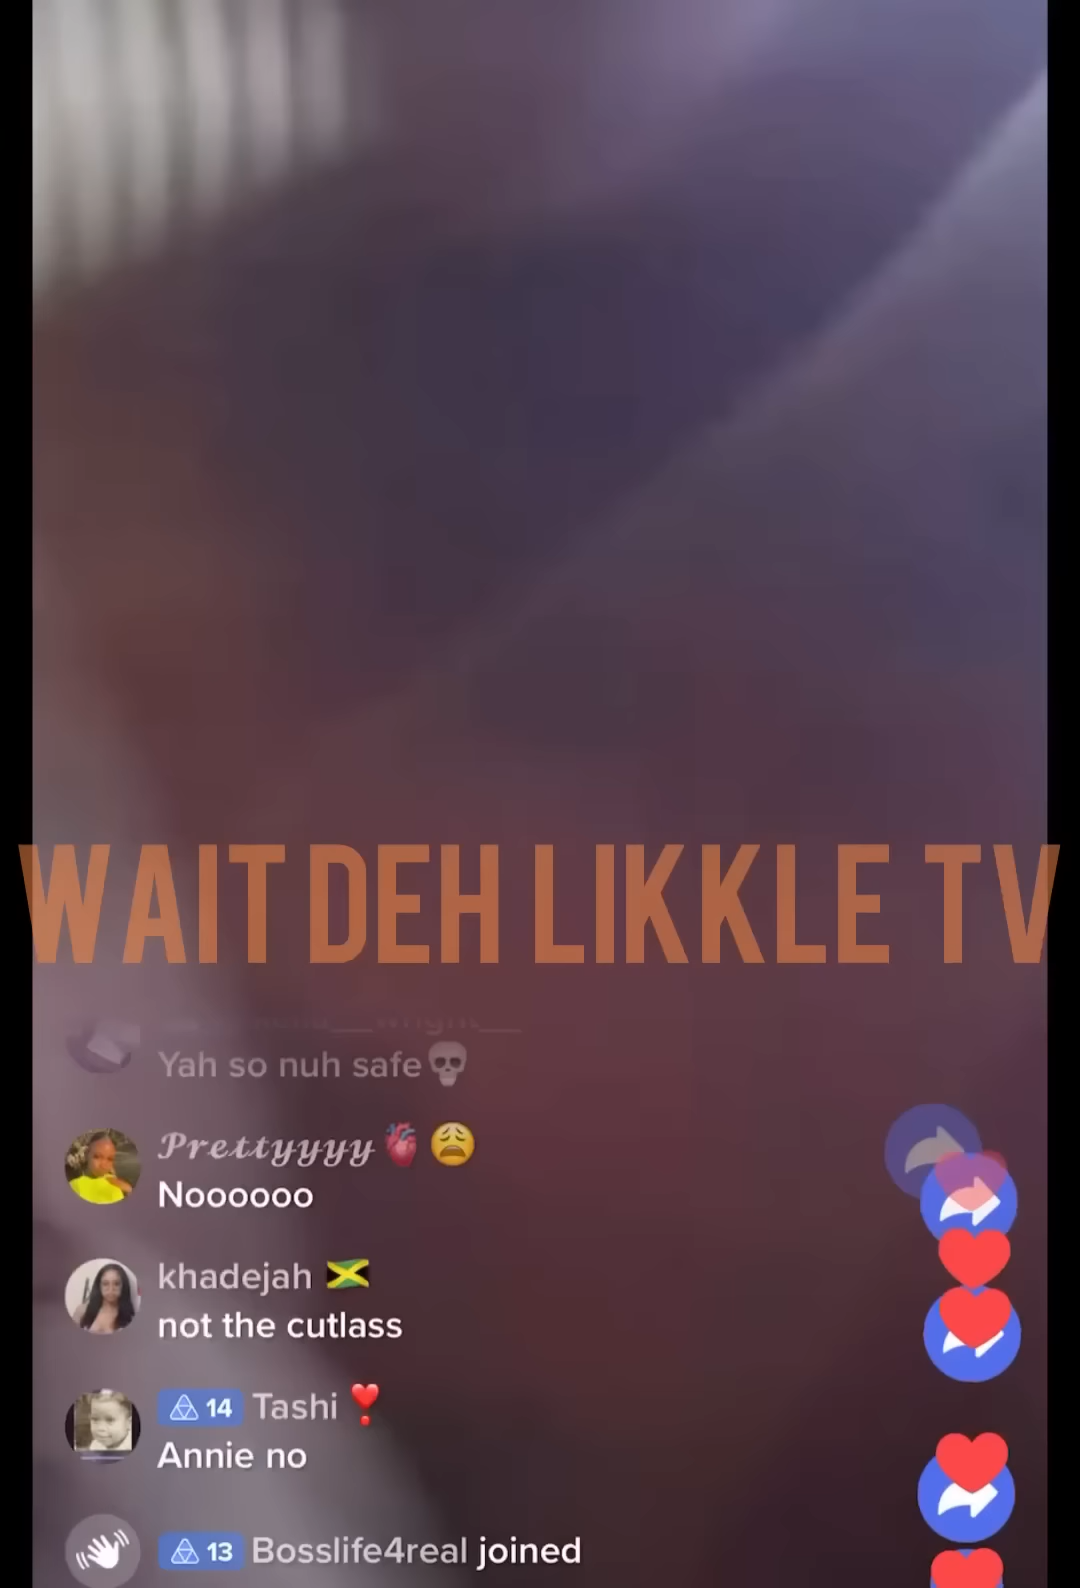 WAIT DEH LIKKLE TV
Yah so nuh safe💀
𝓟𝓻𝓮𝓽𝓽𝔂𝔂𝔂𝔂 🫀 😩
Noooooo
khadejah 🇯🇲
not the cutlass
14 Tashi ❣️
Annie no
13 Bosslife4real joined